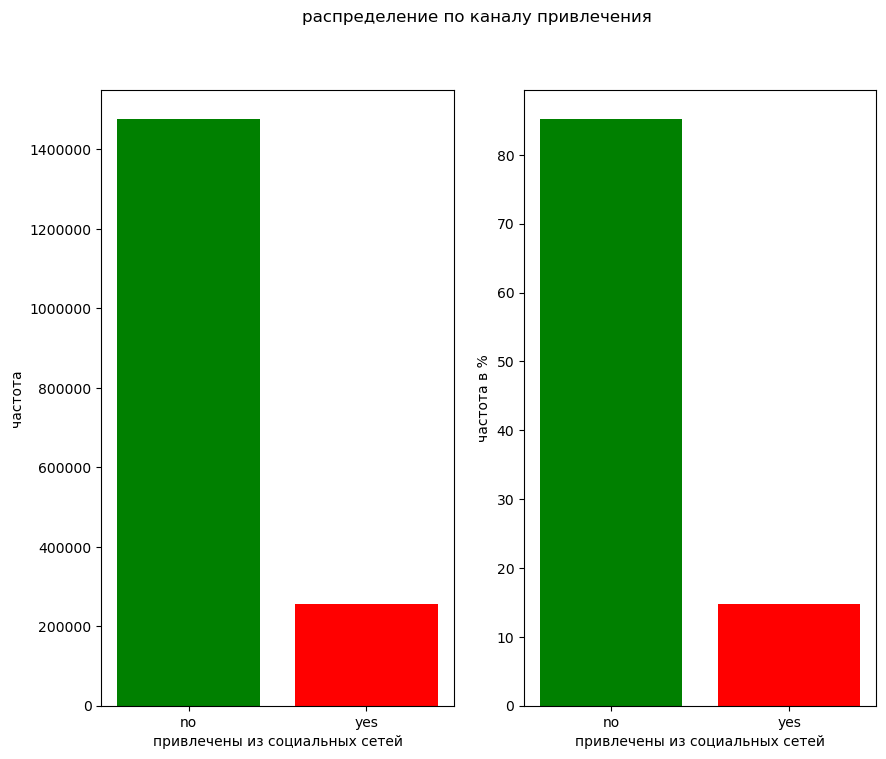 распределение по каналу привлечения
1400000
1200000
1000000
800000
600000
400000
200000
0
частота
no
yes
привлечены из социальных сетей
80
70
60
50
40
30
20
10
0
частота в %
no
yes
привлечены из социальных сетей